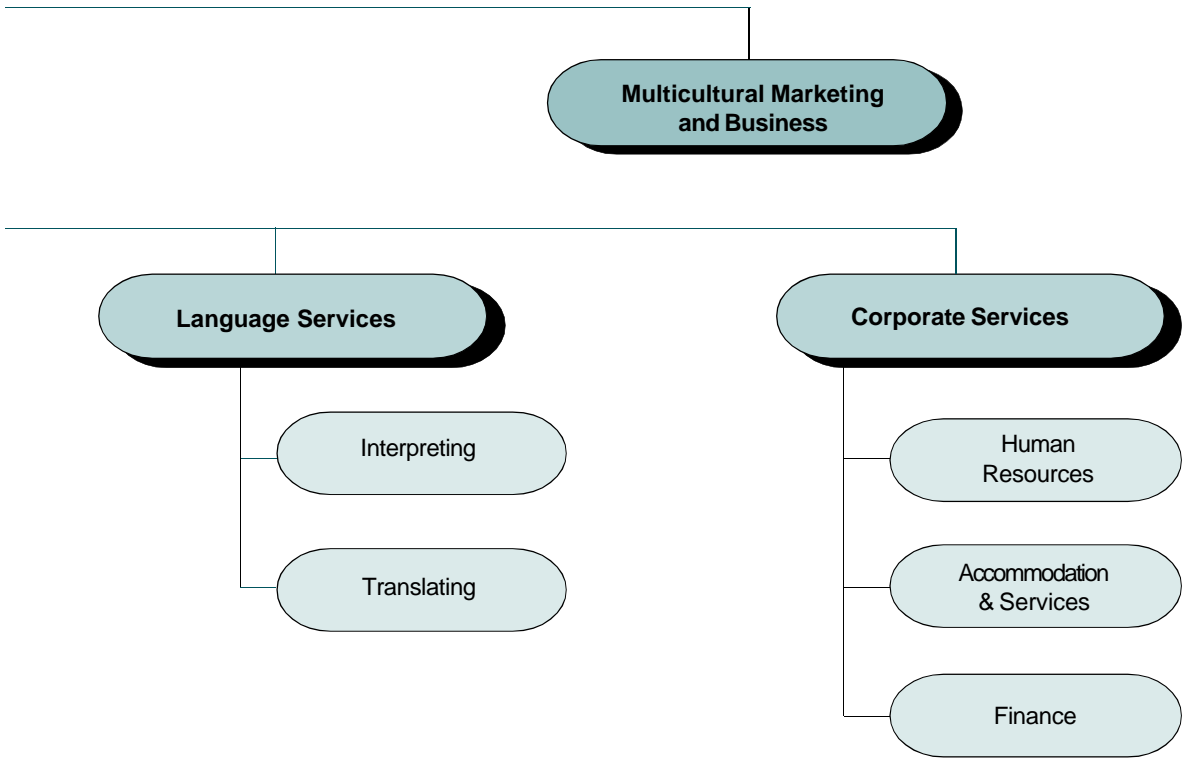 Multicultural Marketing
and Business
Language Services
Interpreting
Translating
Corporate Services
Human
Resources
Accommodation
& Services
Finance